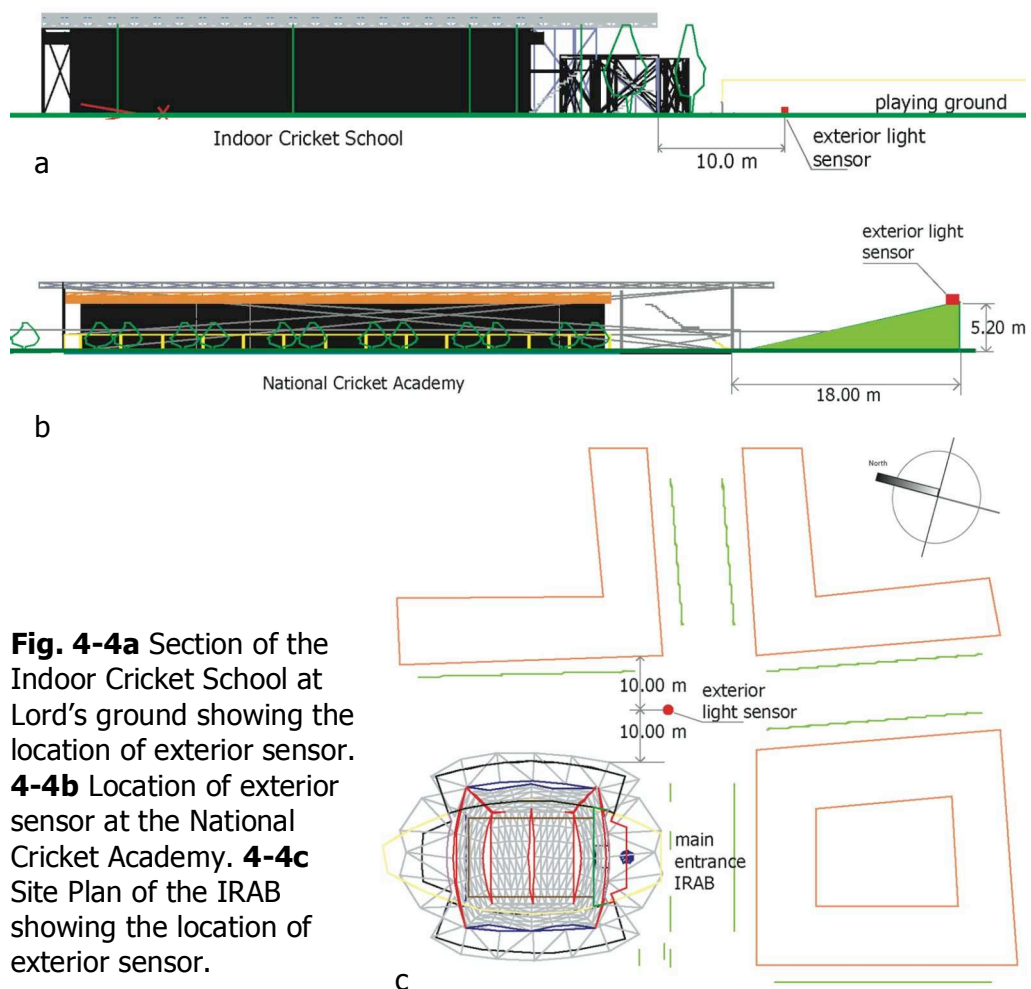 playing ground
Indoor Cricket School
exterior light
sensor
10.0 m
a
exterior light
sensor
5.20 m
National Cricket Academy
18.00 m
b
North
Fig. 4-4a Section of the
Indoor Cricket School at
Lord’s ground showing the
location of exterior sensor.
4-4b Location of exterior
sensor at the National
Cricket Academy. 4-4c
Site Plan of the IRAB
showing the location of
exterior sensor.
10.00 m
exterior
light sensor
10.00 m
main
entrance
IRAB
c